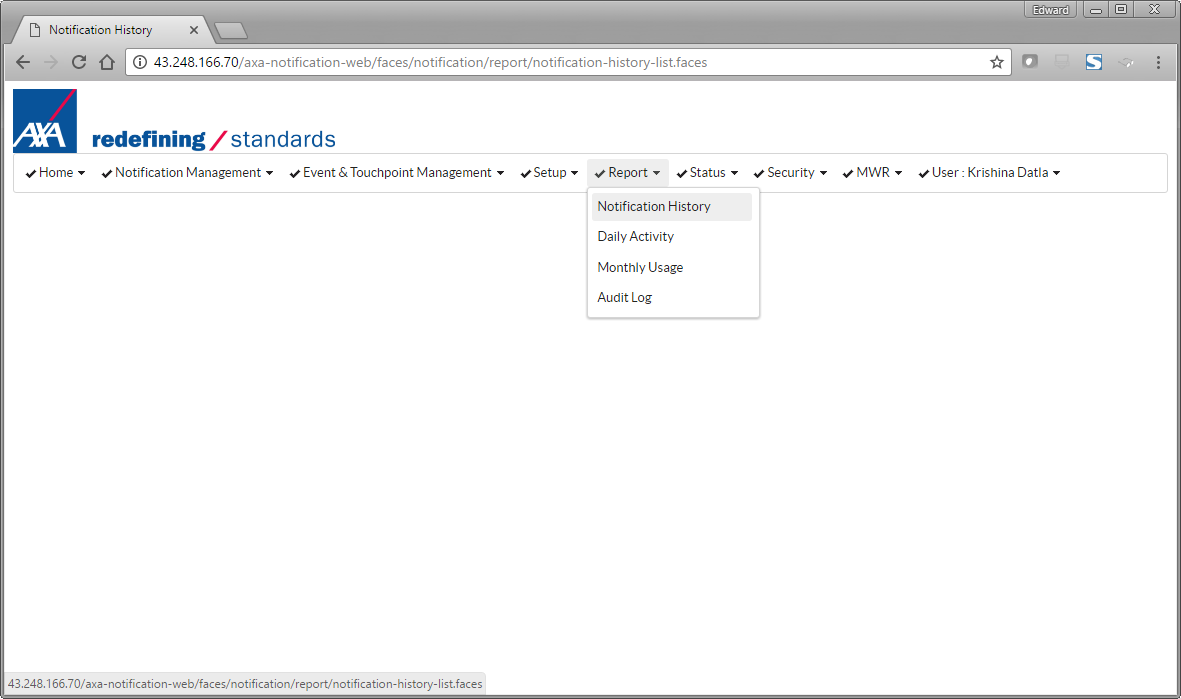 Edward
Notification History
43.248.166.70/axa-notification-web/faces/notification/report/notification-history-list.faces
AXA redefining / standards
Home Notification Management Event & Touchpoint Management Setup Report Status Security MWR User : Krishina Datla
Notification History
Daily Activity
Monthly Usage
Audit Log
43.248.166.70/axa-notification-web/faces/notification/report/notification-history-list.faces